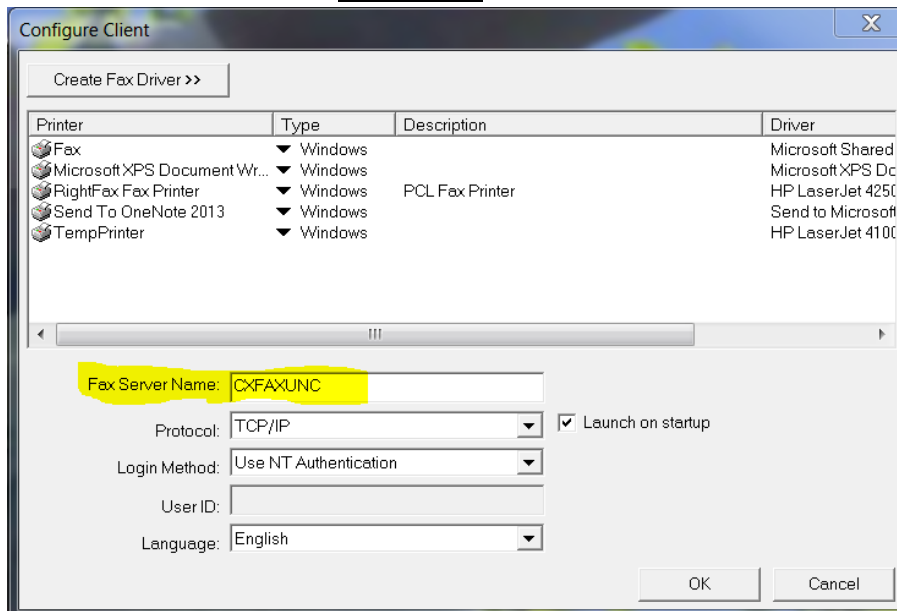 Configure Client
X
Create Fax Driver >>
Printer Type Description Driver
Fax Windows Microsoft Shared
Microsoft XPS Document Wr... Windows Microsoft XPS Dc
RightFax Fax Printer Windows PCL Fax Printer HP LaserJet 4250
Send To OneNote 2013 Windows Send to Microsoft
TempPrinter Windows HP LaserJet 4100
Fax Server Name: CXFAXUNC
Protocol: TCP/IP Launch on startup
Login Method: Use NT Authentication
User ID:
Language: English
OK Cancel